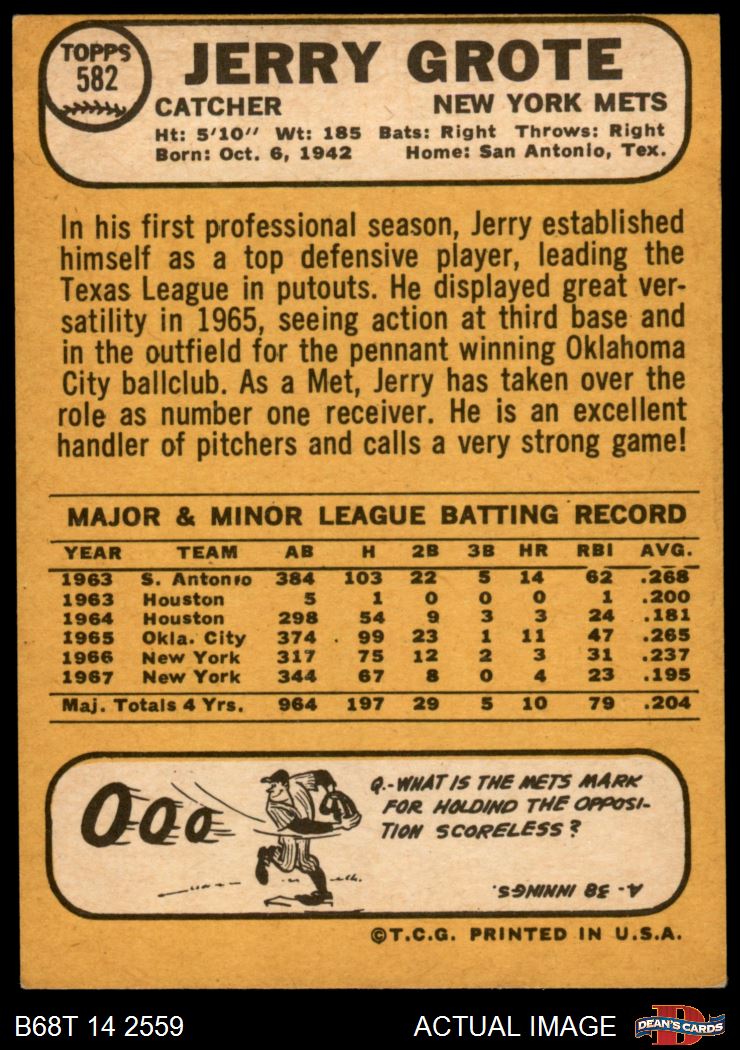 TOPPS
582
JERRY GROTE
CATCHER NEW YORK METS
Ht: 5'10" Wt: 185 Bats: Right Throws: Right
Born: Oct. 6, 1942 Home: San Antonio, Tex.
In his first professional season, Jerry established
himself as a top defensive player, leading the
Texas League in putouts. He displayed great ver-
satility in 1965, seeing action at third base and
in the outfield for the pennant winning Oklahoma
City ballclub. As a Met, Jerry has taken over the
role as number one receiver. He is an excellent
handler of pitchers and calls a very strong game!
MAJOR & MINOR LEAGUE BATTING RECORD
YEAR TEAM AB H 2B 3B HR RBI AVG.
1963 S. Antonio 384 103 22 5 14 62 .268
1963 Houston 5 1 0 0 0 1 .200
1964 Houston 298 54 9 3 3 24 .181
1965 Okla. City 374 99 23 1 11 47 .265
1966 New York 317 75 12 2 3 31 .237
1967 New York 344 67 8 0 4 23 .195
Maj. Totals 4 Yrs. 964 197 29 5 10 79 .204
000
Q.-WHAT IS THE METS MARK
FOR HOLDIND THE OPPOSI-
TION SCORELESS?
A- 38 INNINGS.
©T.C.G. PRINTED IN U.S.A.
B68T 14 2559 ACTUAL IMAGE DEAN'S CARDS